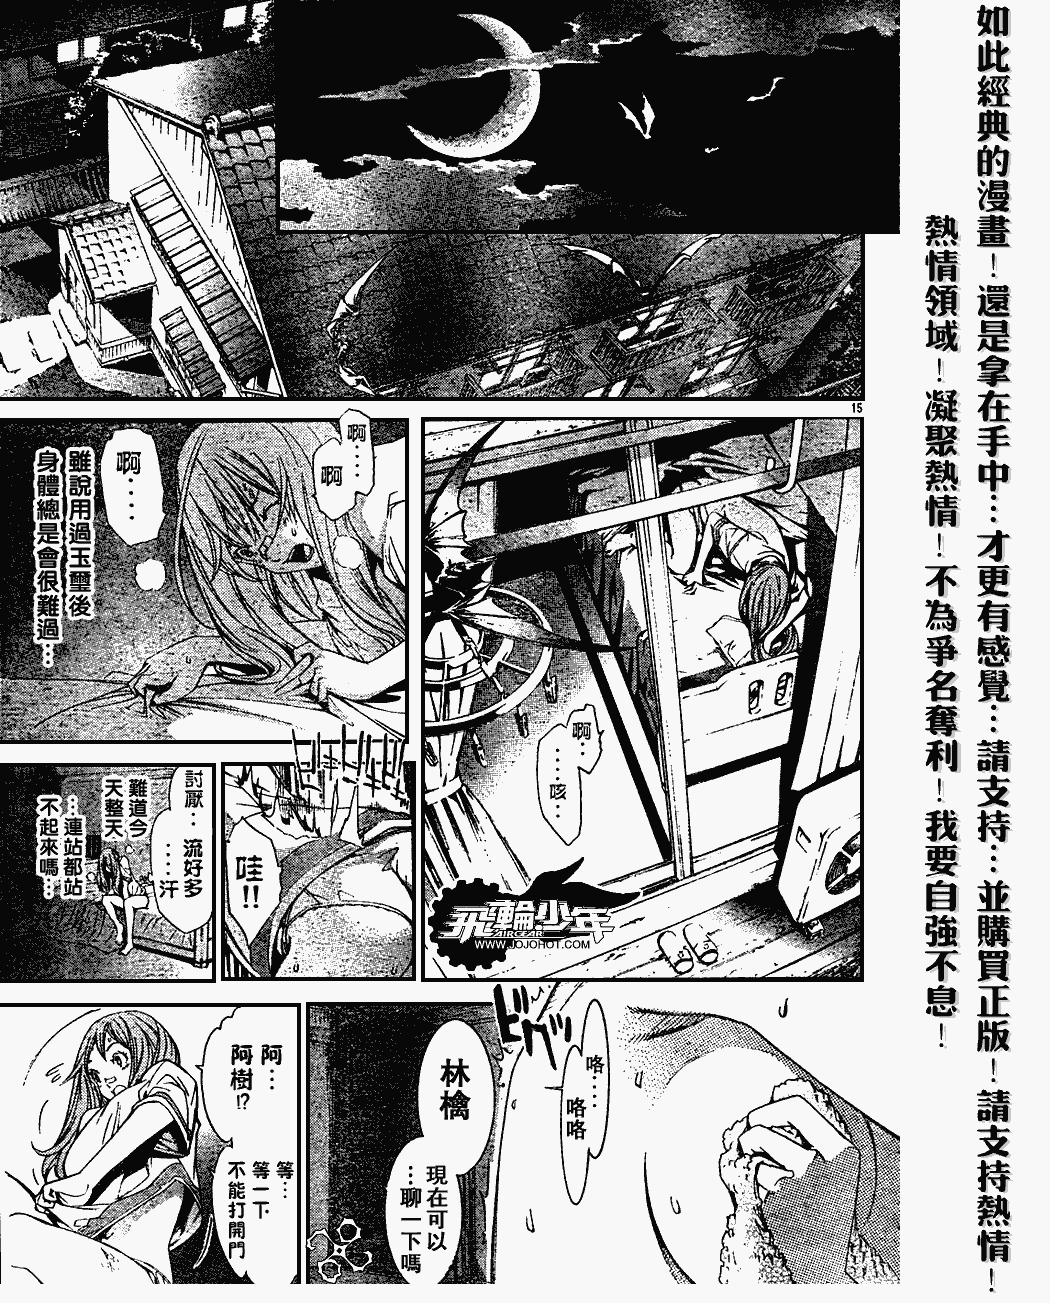 如此經典的漫畫！還是拿在手中…才更有感覺…請支持…並購買正版！請支持熱情！
熱情領域！凝聚熱情！不為爭名奪利！我要自強不息！
15
啊…
…咳…
啊……
啊
啊….
雖說用過玉璽後
身體總是會很難過…
哇!!
討厭…流好多
……汗
難道今
天整天
…連站都站
不起來嗎…
飛輪少年
AIRGEAR
WWW.JOJOHOT.COM
咯….
咯咯
ビグ
林檎
現在可以
…聊一下嗎
阿…
阿樹!?
等…
等一下
不能打開門